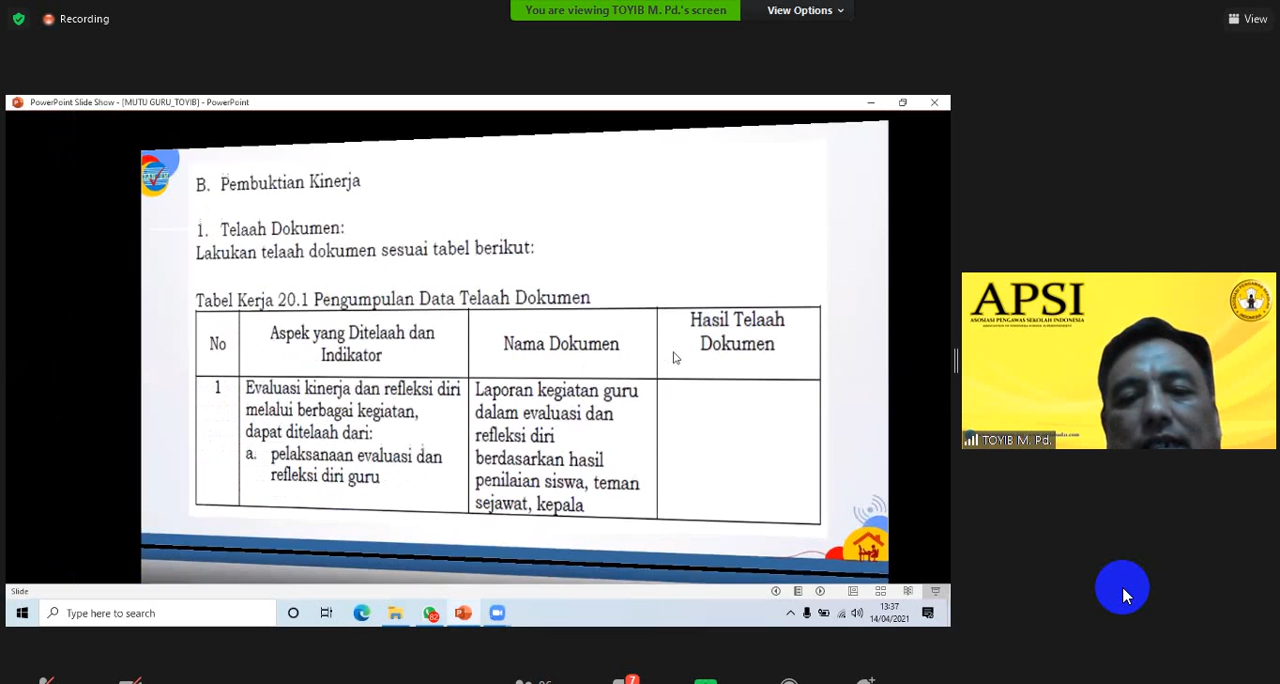 Recording
You are viewing TOYIB M. Pd.'s screen
View Options
View
PowerPoint Slide Show - [MUTU GURU_TOYIB] - PowerPoint
B. Pembuktian Kinerja
1. Telaah Dokumen:
Lakukan telaah dokumen sesuai tabel berikut:
Tabel Kerja 20.1 Pengumpulan Data Telaah Dokumen
No
Aspek yang Ditelaah dan
Indikator
Nama Dokumen
Hasil Telaah
Dokumen
1
Evaluasi kinerja dan refleksi diri
melalui berbagai kegiatan,
dapat ditelaah dari:
a. pelaksanaan evaluasi dan
refleksi diri guru
Laporan kegiatan guru
dalam evaluasi dan
refleksi diri
berdasarkan hasil
penilaian siswa, teman
sejawat, kepala
APSI
ASOSIASI PENGAWAS SEKOLAH INDONESIA
TOYIB M. Pd.
Slide
Type here to search
13:37
14/04/2021
7